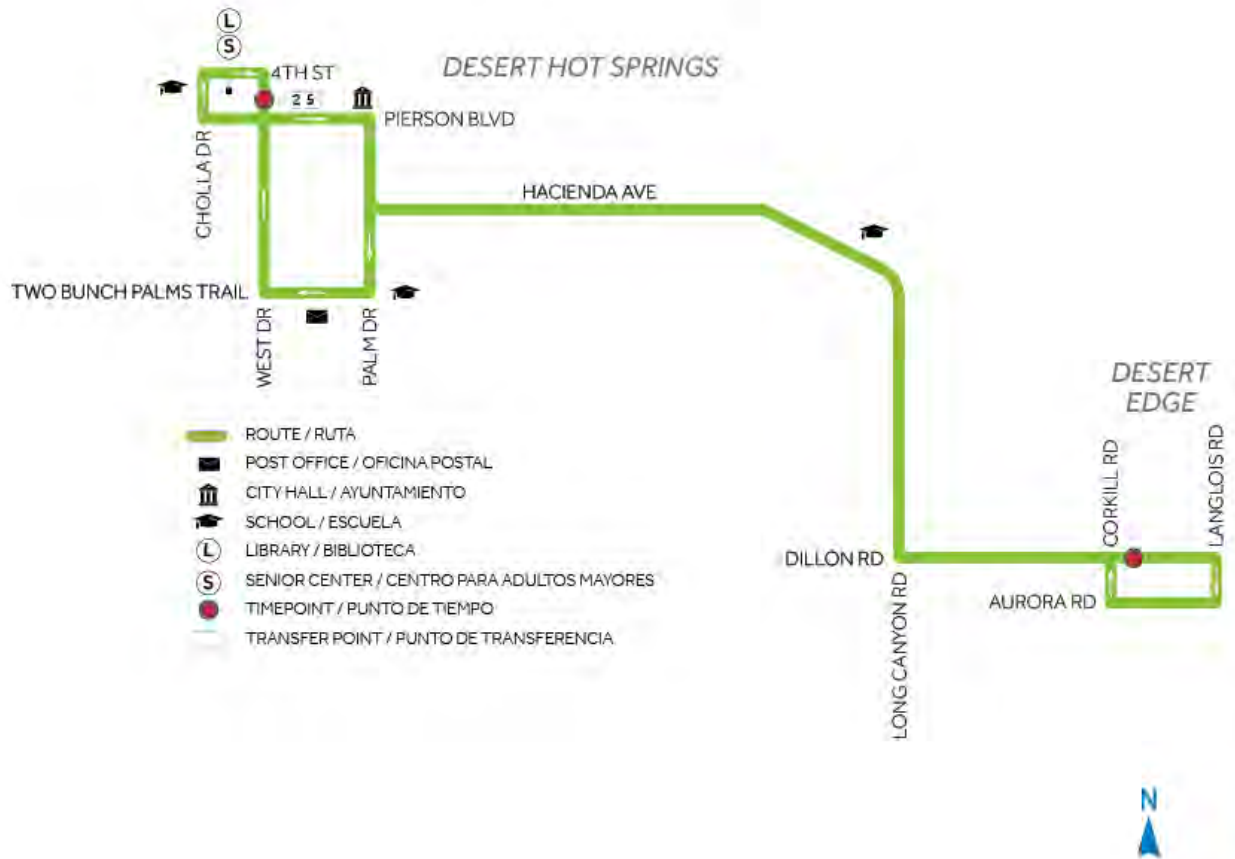 L
S
4TH ST
DESERT HOT SPRINGS
2 5
PIERSON BLVD
CHOLLA DR
HACIENDA AVE
TWO BUNCH PALMS TRAIL
WEST DR
PALM DR
DESERT
EDGE
CORKILL RD
LANGLOIS RD
DILLON RD
AURORA RD
LONG CANYON RD
ROUTE / RUTA
POST OFFICE / OFICINA POSTAL
CITY HALL / AYUNTAMIENTO
SCHOOL / ESCUELA
L LIBRARY / BIBLIOTECA
S SENIOR CENTER / CENTRO PARA ADULTOS MAYORES
TIMEPOINT / PUNTO DE TIEMPO
TRANSFER POINT / PUNTO DE TRANSFERENCIA
N